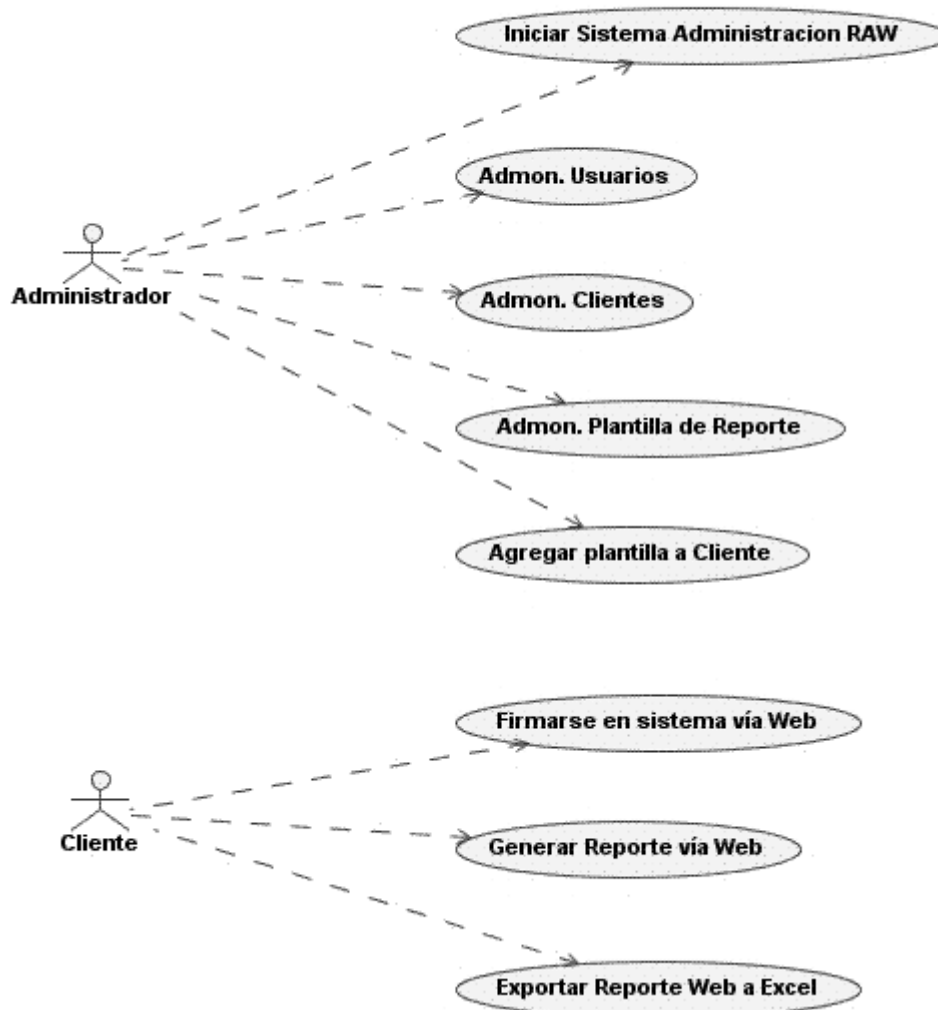 Iniciar Sistema Administracion RAW
Admon. Usuarios
Administrador
Admon. Clientes
Admon. Plantilla de Reporte
Agregar plantilla a Cliente
Firmarse en sistema vía Web
Cliente
Generar Reporte vía Web
Exportar Reporte Web a Excel